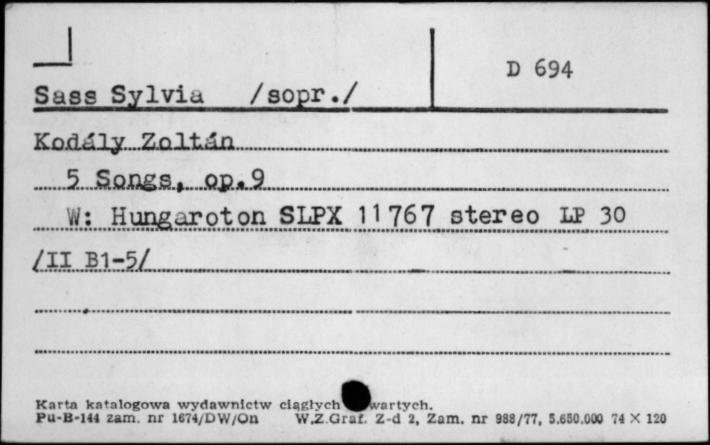 D 694
Sass Sylvia /sopr./
Kodály Zoltán
5 Songs, op.9
W: Hungaroton SLPX 11767 stereo LP 30
/II B1-5/
Karta katalogowa wydawnictw ciągłych
Pu-B-144 zam. nr 1674/DW/On W.Z.Graf. Z-d 2, Zam. nr 988/77, 5.650.000 74 X 120